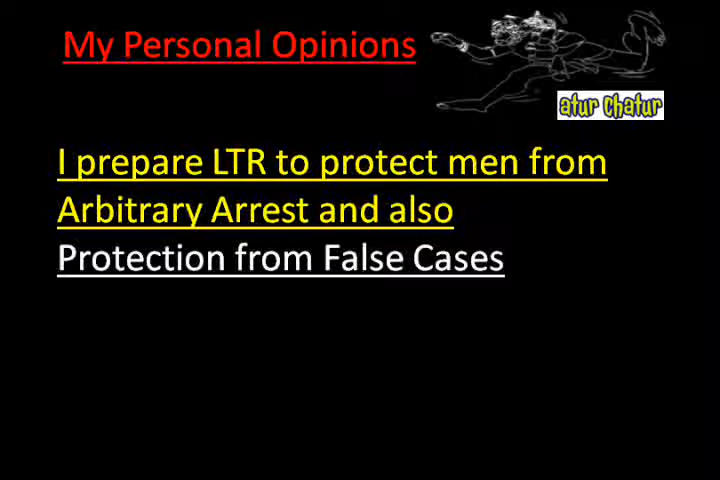 My Personal Opinions
atur chatur
I prepare LTR to protect men from
Arbitrary Arrest and also
Protection from False Cases